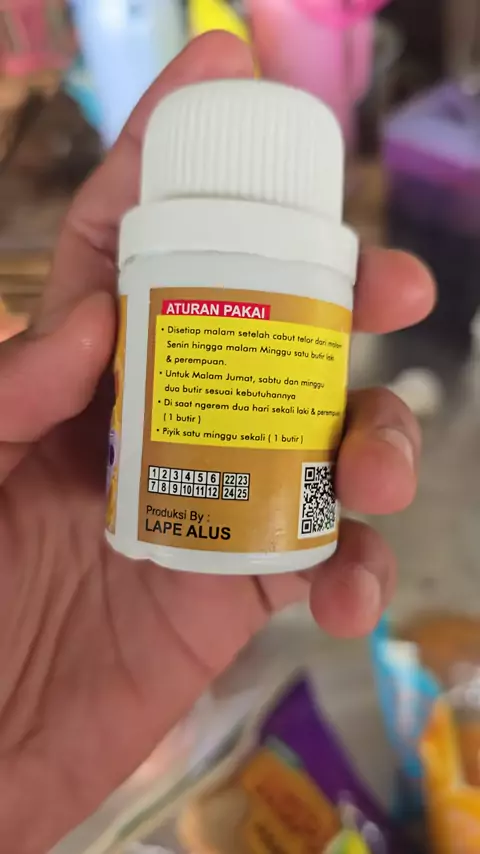 ATURAN PAKAI
• Disetiap malam setelah cabut telor dari malam
Senin hingga malam Minggu satu butir laki
& perempuan.
• Untuk Malam Jumat, sabtu dan minggu
dua butir sesuai kebutuhannya
• Di saat ngerem dua hari sekali laki &
( 1 butir )
• Piyik satu minggu sekali ( 1 butir )
1 2 3 4 5 6 22 23
7 8 9 10 11 12 24 25
Produksi By :
LAPE ALUS